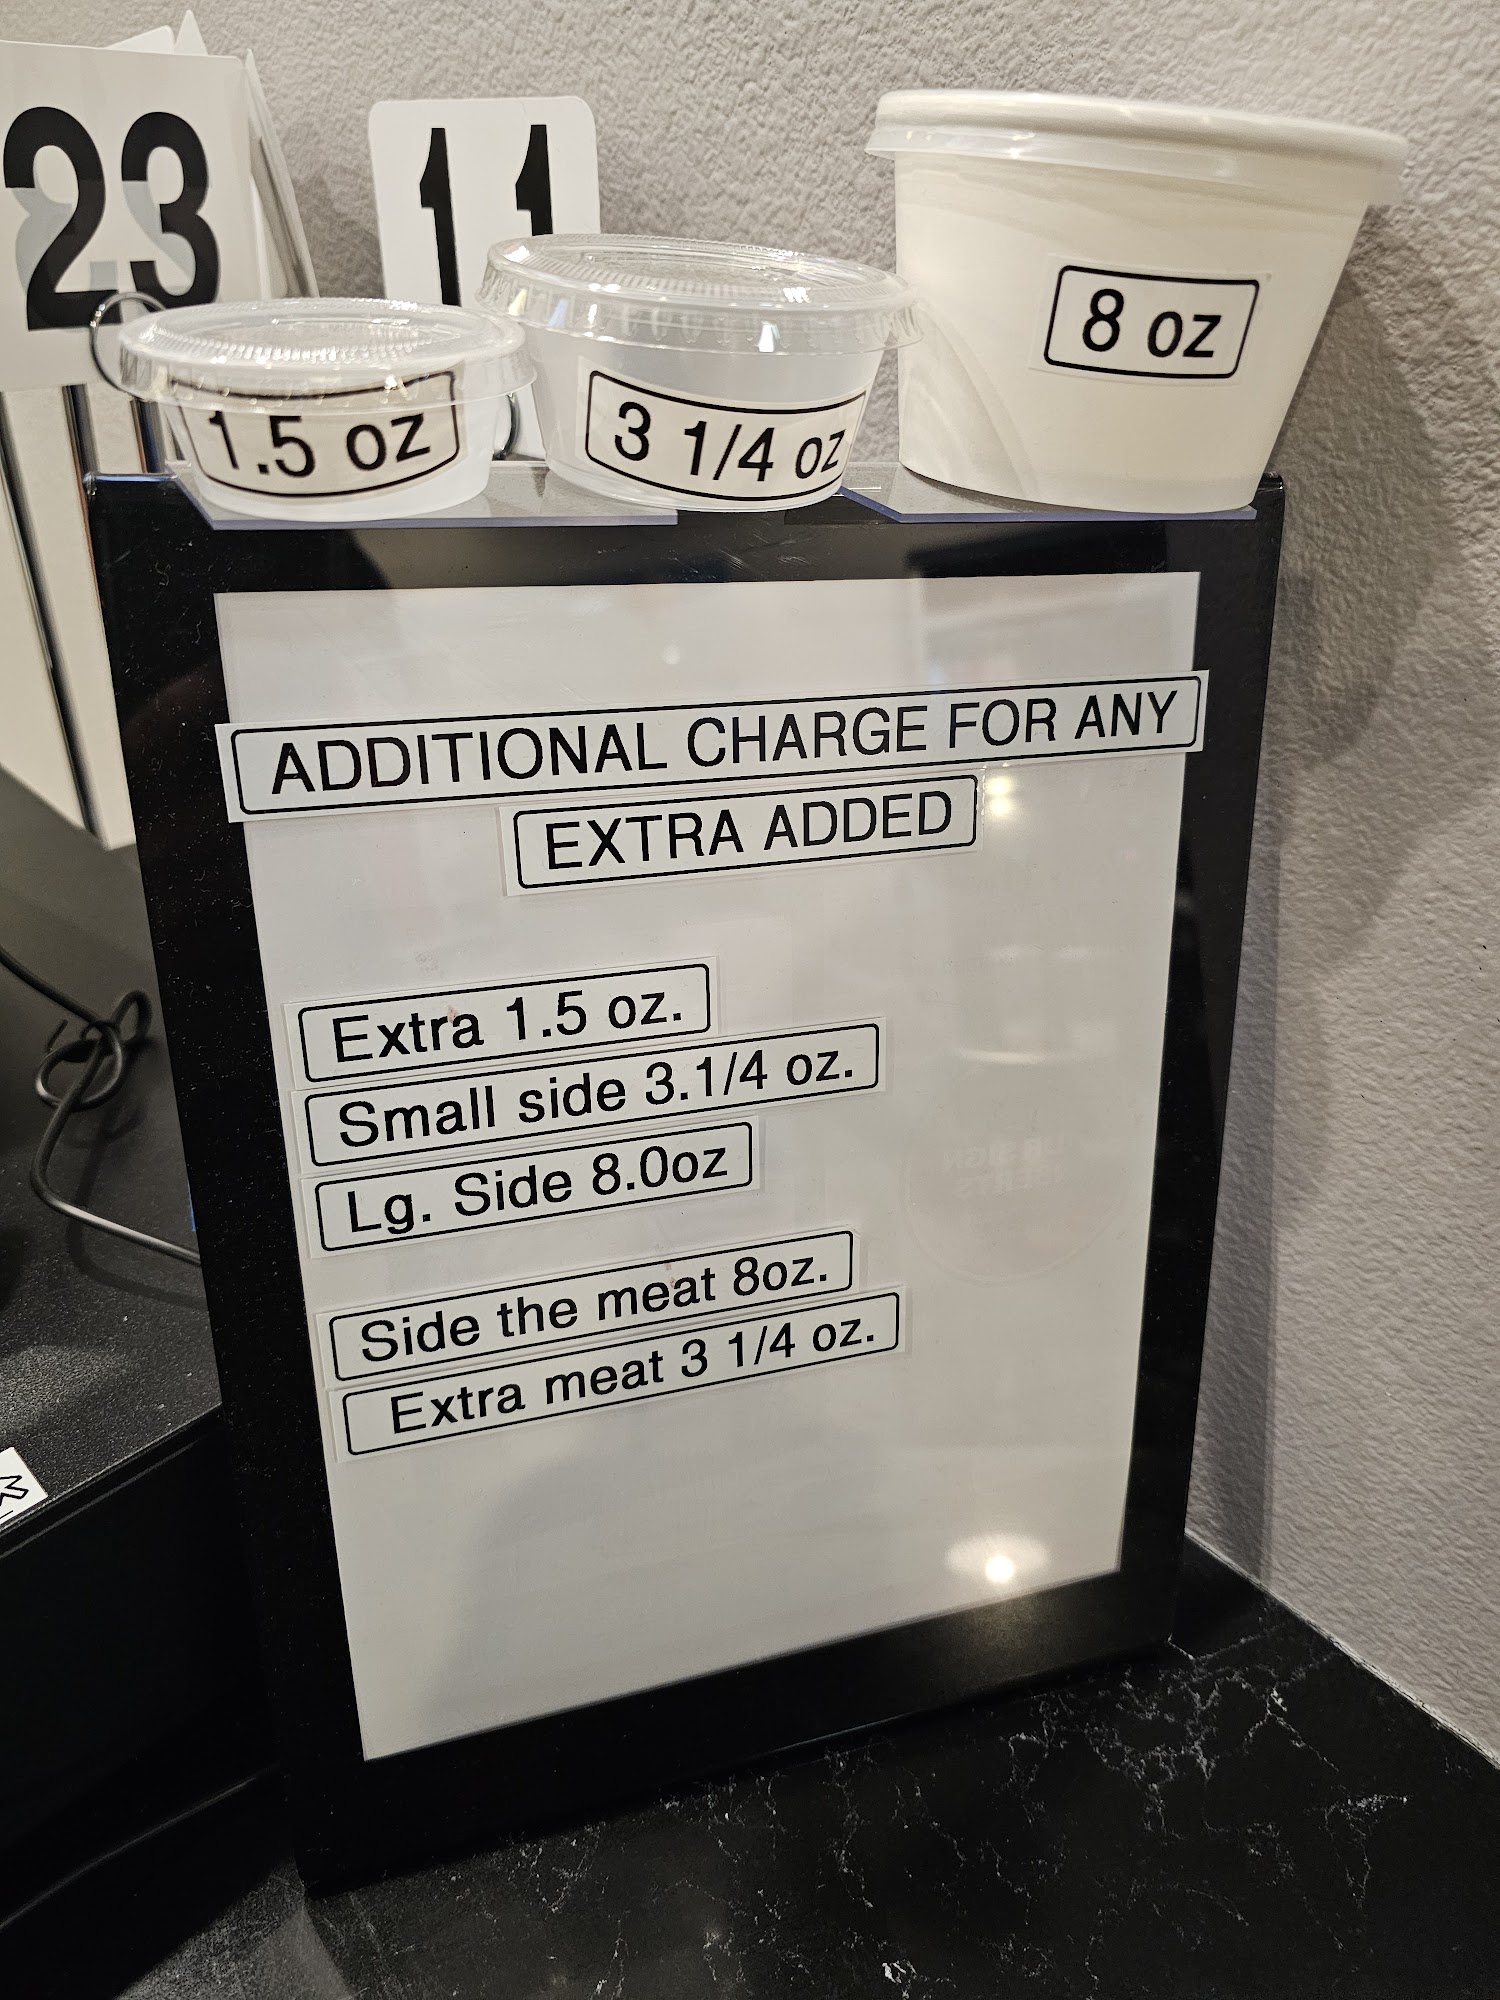 23
11
1.5 oz
3 1/4 oz
8 oz
ADDITIONAL CHARGE FOR ANY
EXTRA ADDED
Extra 1.5 oz.
Small side 3.1/4 oz.
Lg. Side 8.0oz
Side the meat 8oz.
Extra meat 3 1/4 oz.